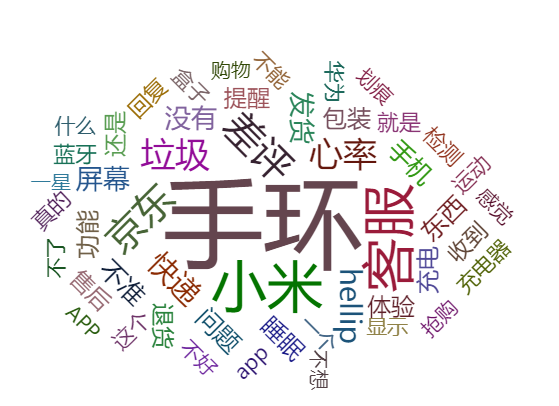 购物
不能
华为
划痕
盒子
回复
提醒
发货
包装
就是
没有
差评
心率
手机
检测
运动
什么
还是
蓝牙
垃圾
一星
屏幕
手环
客服
感觉
真的
京东
东西
功能
收到
不了
不准
快递
小米
hellip
充电
充电器
售后
体验
APP
这个
退货
问题
睡眠
一个
显示
抢购
不好
app
不想